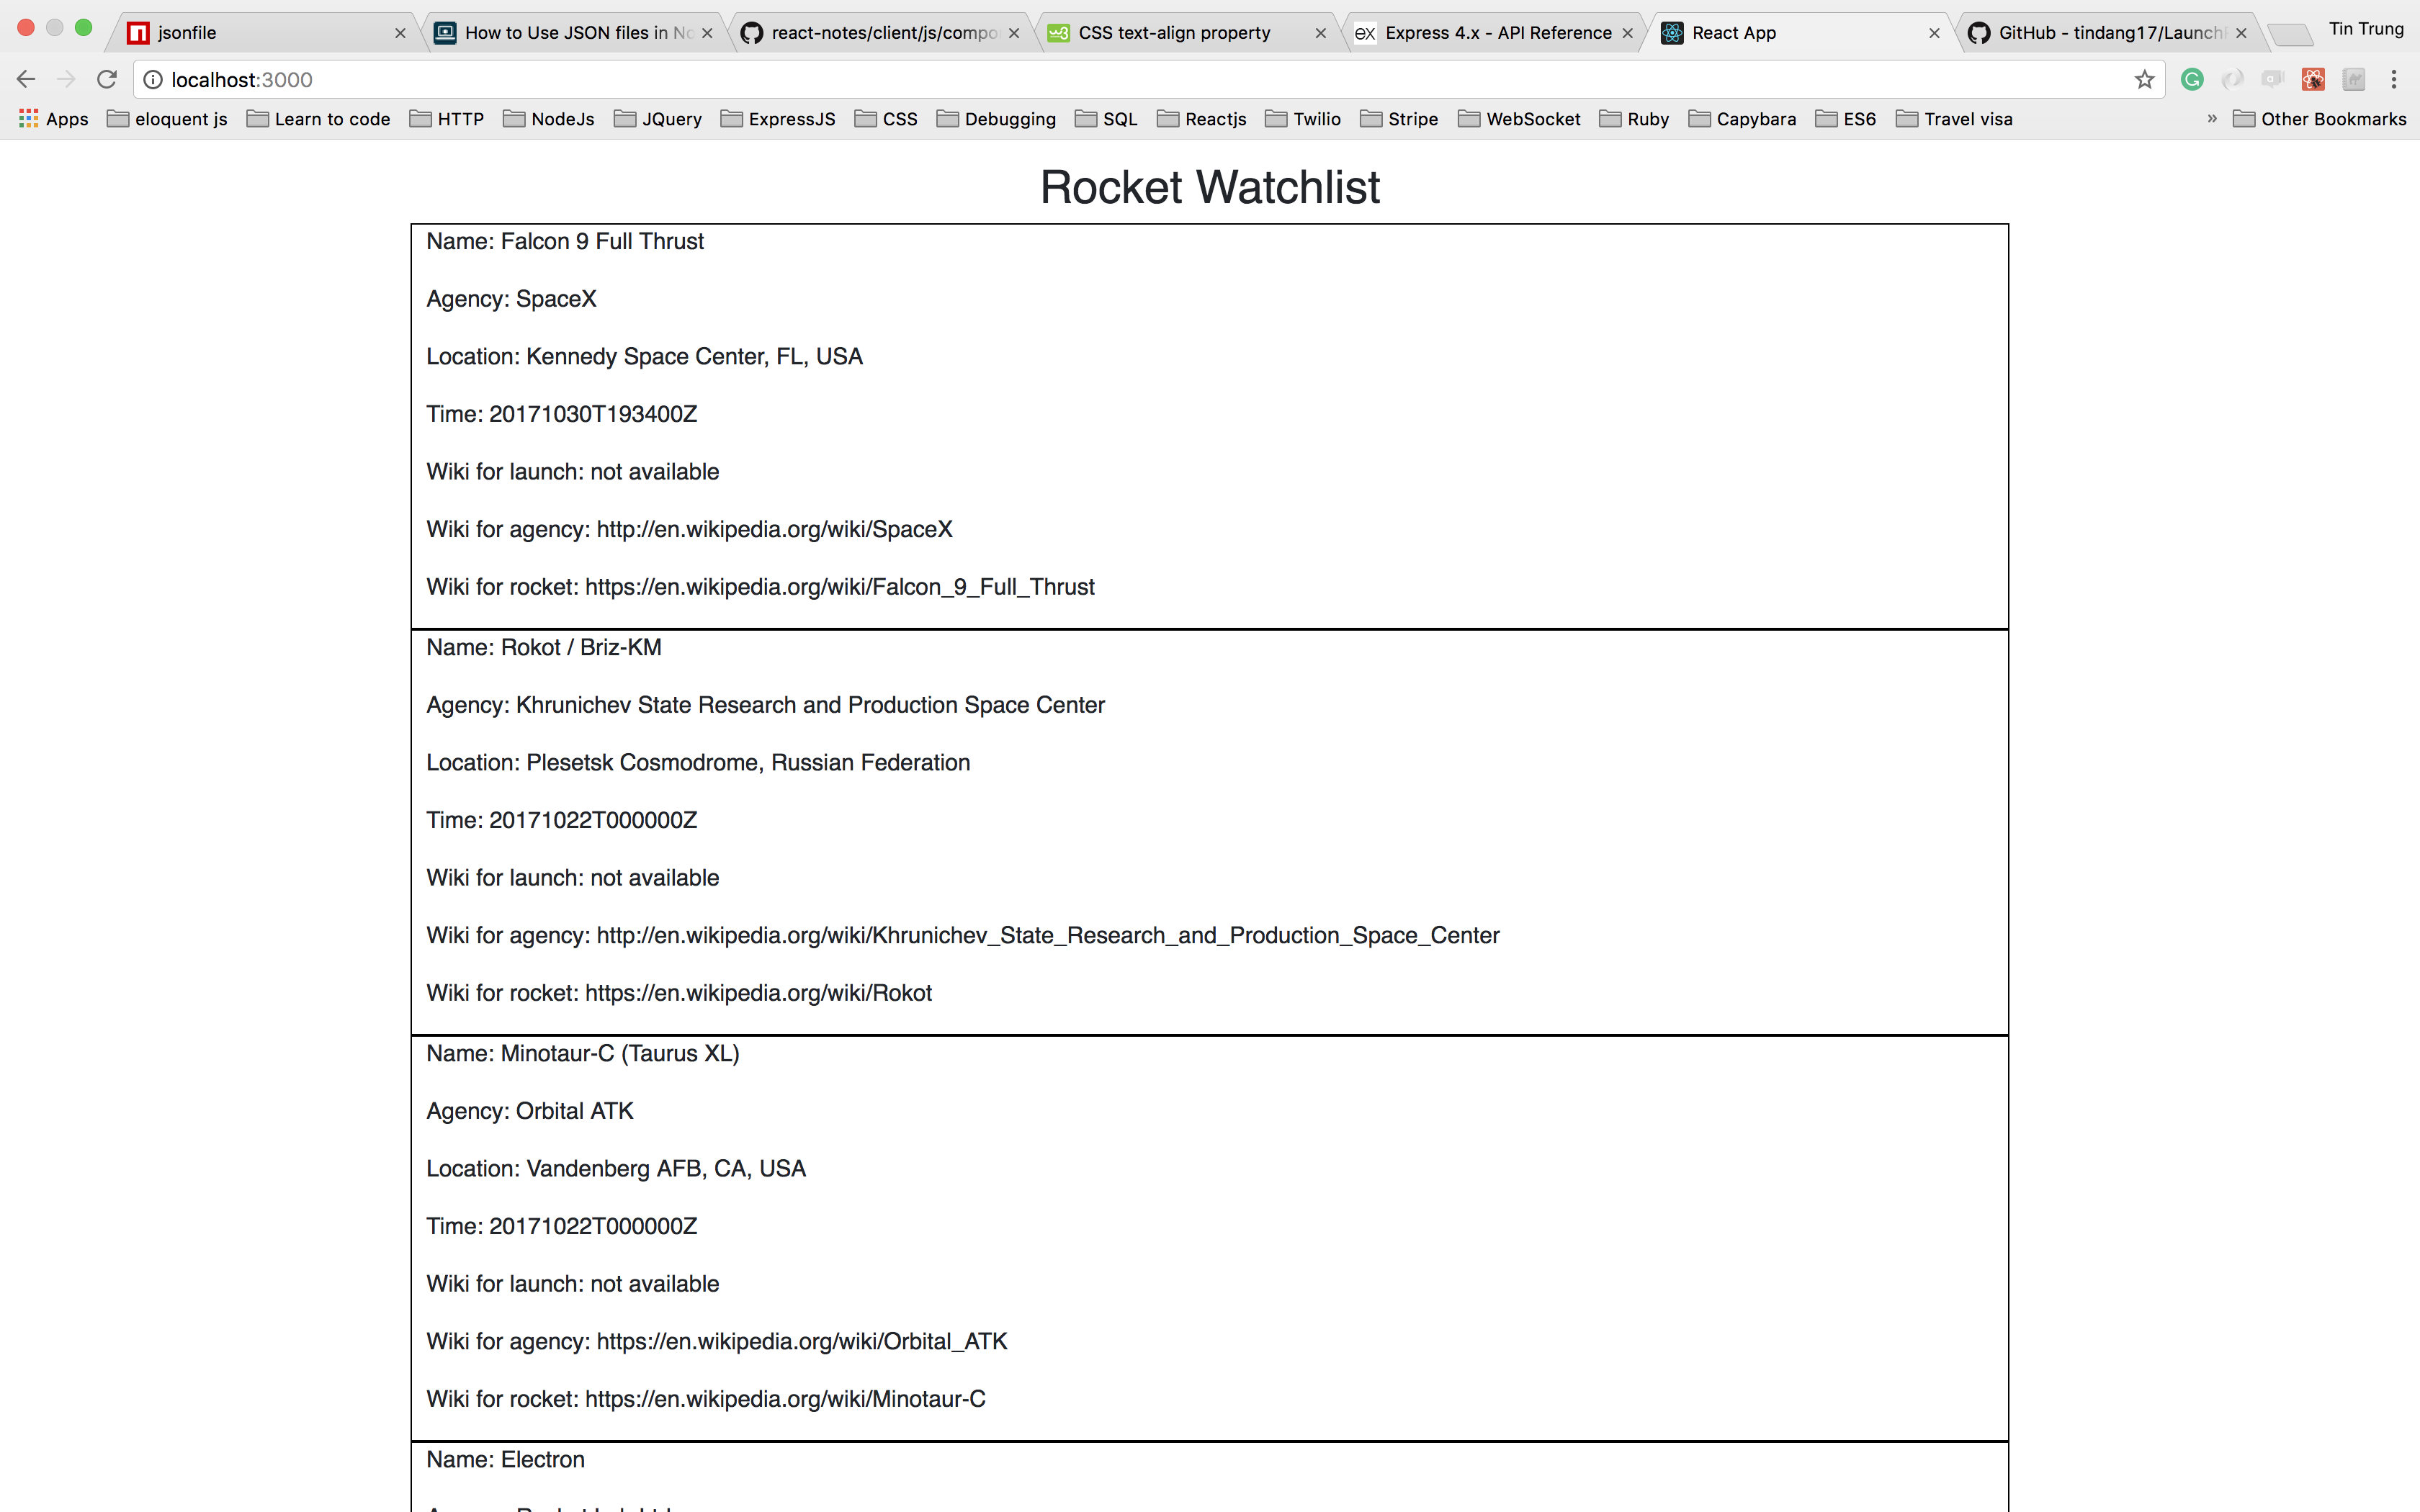 jsonfile
How to Use JSON files in No
react-notes/client/js/compo
CSS text-align property
ex Express 4.x - API Reference
React App
GitHub - tindang17/Launch
Tin Trung
localhost:3000
Apps eloquent js Learn to code HTTP NodeJs JQuery ExpressJS CSS Debugging SQL Reactjs Twilio Stripe WebSocket Ruby Capybara ES6 Travel visa » Other Bookmarks
Rocket Watchlist
Name: Falcon 9 Full Thrust
Agency: SpaceX
Location: Kennedy Space Center, FL, USA
Time: 20171030T193400Z
Wiki for launch: not available
Wiki for agency: http://en.wikipedia.org/wiki/SpaceX
Wiki for rocket: https://en.wikipedia.org/wiki/Falcon_9_Full_Thrust
Name: Rokot / Briz-KM
Agency: Khrunichev State Research and Production Space Center
Location: Plesetsk Cosmodrome, Russian Federation
Time: 20171022T000000Z
Wiki for launch: not available
Wiki for agency: http://en.wikipedia.org/wiki/Khrunichev_State_Research_and_Production_Space_Center
Wiki for rocket: https://en.wikipedia.org/wiki/Rokot
Name: Minotaur-C (Taurus XL)
Agency: Orbital ATK
Location: Vandenberg AFB, CA, USA
Time: 20171022T000000Z
Wiki for launch: not available
Wiki for agency: https://en.wikipedia.org/wiki/Orbital_ATK
Wiki for rocket: https://en.wikipedia.org/wiki/Minotaur-C
Name: Electron